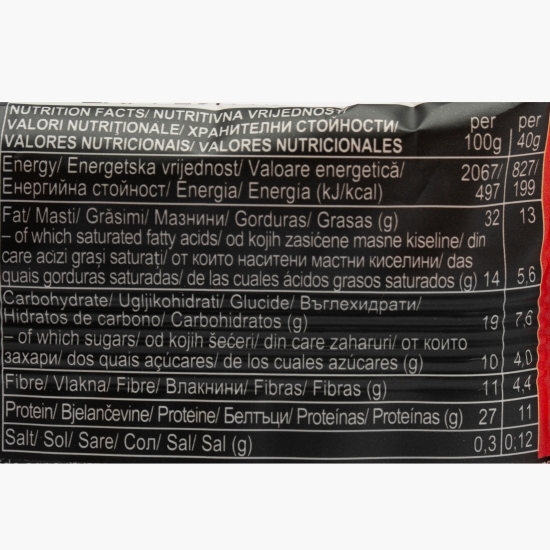 NUTRITION FACTS/ NUTRITIVNA VRIJEDNOST/
VALORI NUTRIŢIONALE/ ХРАНИТЕЛНИ СТОЙНОСТИ/
VALORES NUTRICIONAIS/ VALORES NUTRICIONALES
per 100g per 40g
Energy/ Energetska vrijednost/ Valoare energetică/ 2067/ 827/
Енергийна стойност/ Energia/ Energía (kJ/kcal) 497 199
Fat/ Masti/ Grăsimi/ Мазнини/ Gorduras/ Grasas (g) 32 13
– of which saturated fatty acids/ od kojih zasićene masne kiseline/ din
care acizi graşi saturaţi/ от които наситени мастни киселини/ das
quais gorduras saturadas/ de las cuales ácidos grasos saturados (g) 14 5,6
Carbohydrate/ Ugljikohidrati/ Glucide/ Въглехидрати/
Hidratos de carbono/ Carbohidratos (g) 19 7,6
– of which sugars/ od kojih šećeri/ din care zaharuri/ от които
захари/ dos quais açúcares/ de los cuales azúcares (g) 10 4,0
Fibre/ Vlakna/ Fibre/ Влакнини/ Fibras/ Fibras (g) 11 4,4
Protein/ Bjelančevine/ Proteine/ Белтъци/ Proteínas/ Proteínas (g) 27 11
Salt/ Sol/ Sare/ Сол/ Sal/ Sal (g) 0,3 0,12